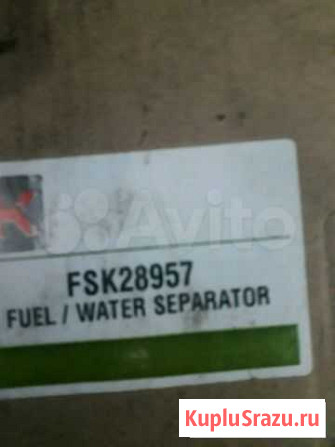 Avito
FSK28957
FUEL / WATER SEPARATOR
KupluSrazu.ru